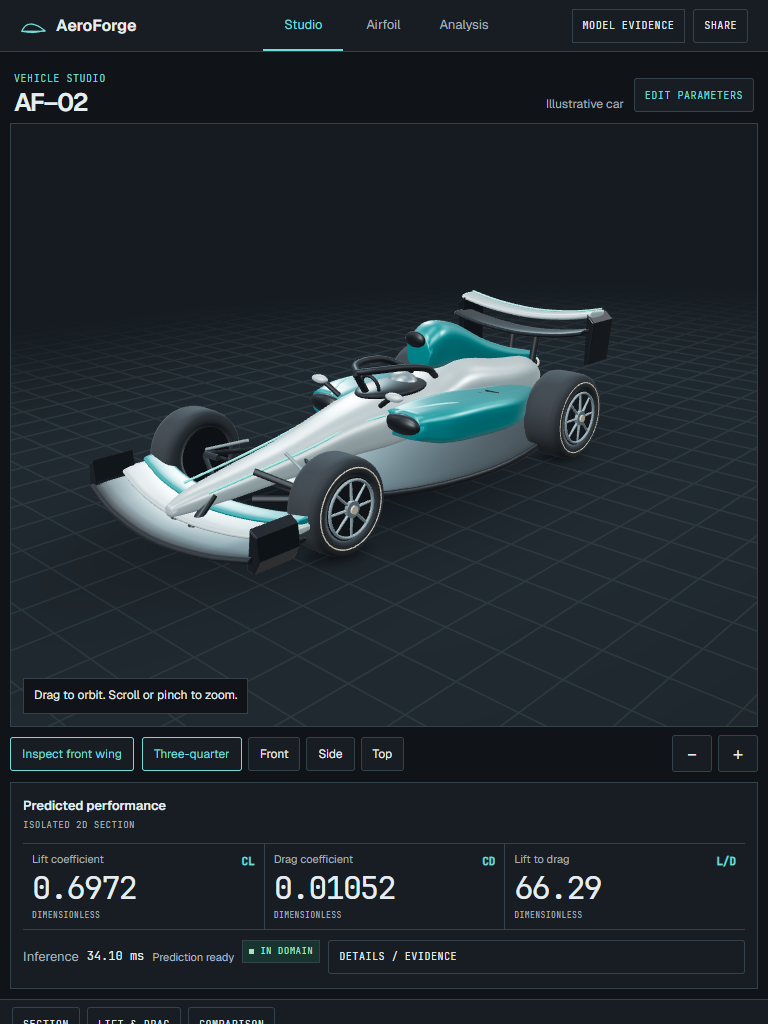 AeroForge
Studio
Airfoil
Analysis
MODEL EVIDENCE
SHARE
VEHICLE STUDIO
AF–02
Illustrative car
EDIT PARAMETERS
Drag to orbit. Scroll or pinch to zoom.
Inspect front wing
Three-quarter
Front
Side
Top
−
+
Predicted performance
ISOLATED 2D SECTION
Lift coefficient
CL
0.6972
DIMENSIONLESS
Drag coefficient
CD
0.01052
DIMENSIONLESS
Lift to drag
L/D
66.29
DIMENSIONLESS
Inference 34.10 ms Prediction ready
IN DOMAIN
DETAILS / EVIDENCE
SECTION
LIFT & DRAG
COMPARISON